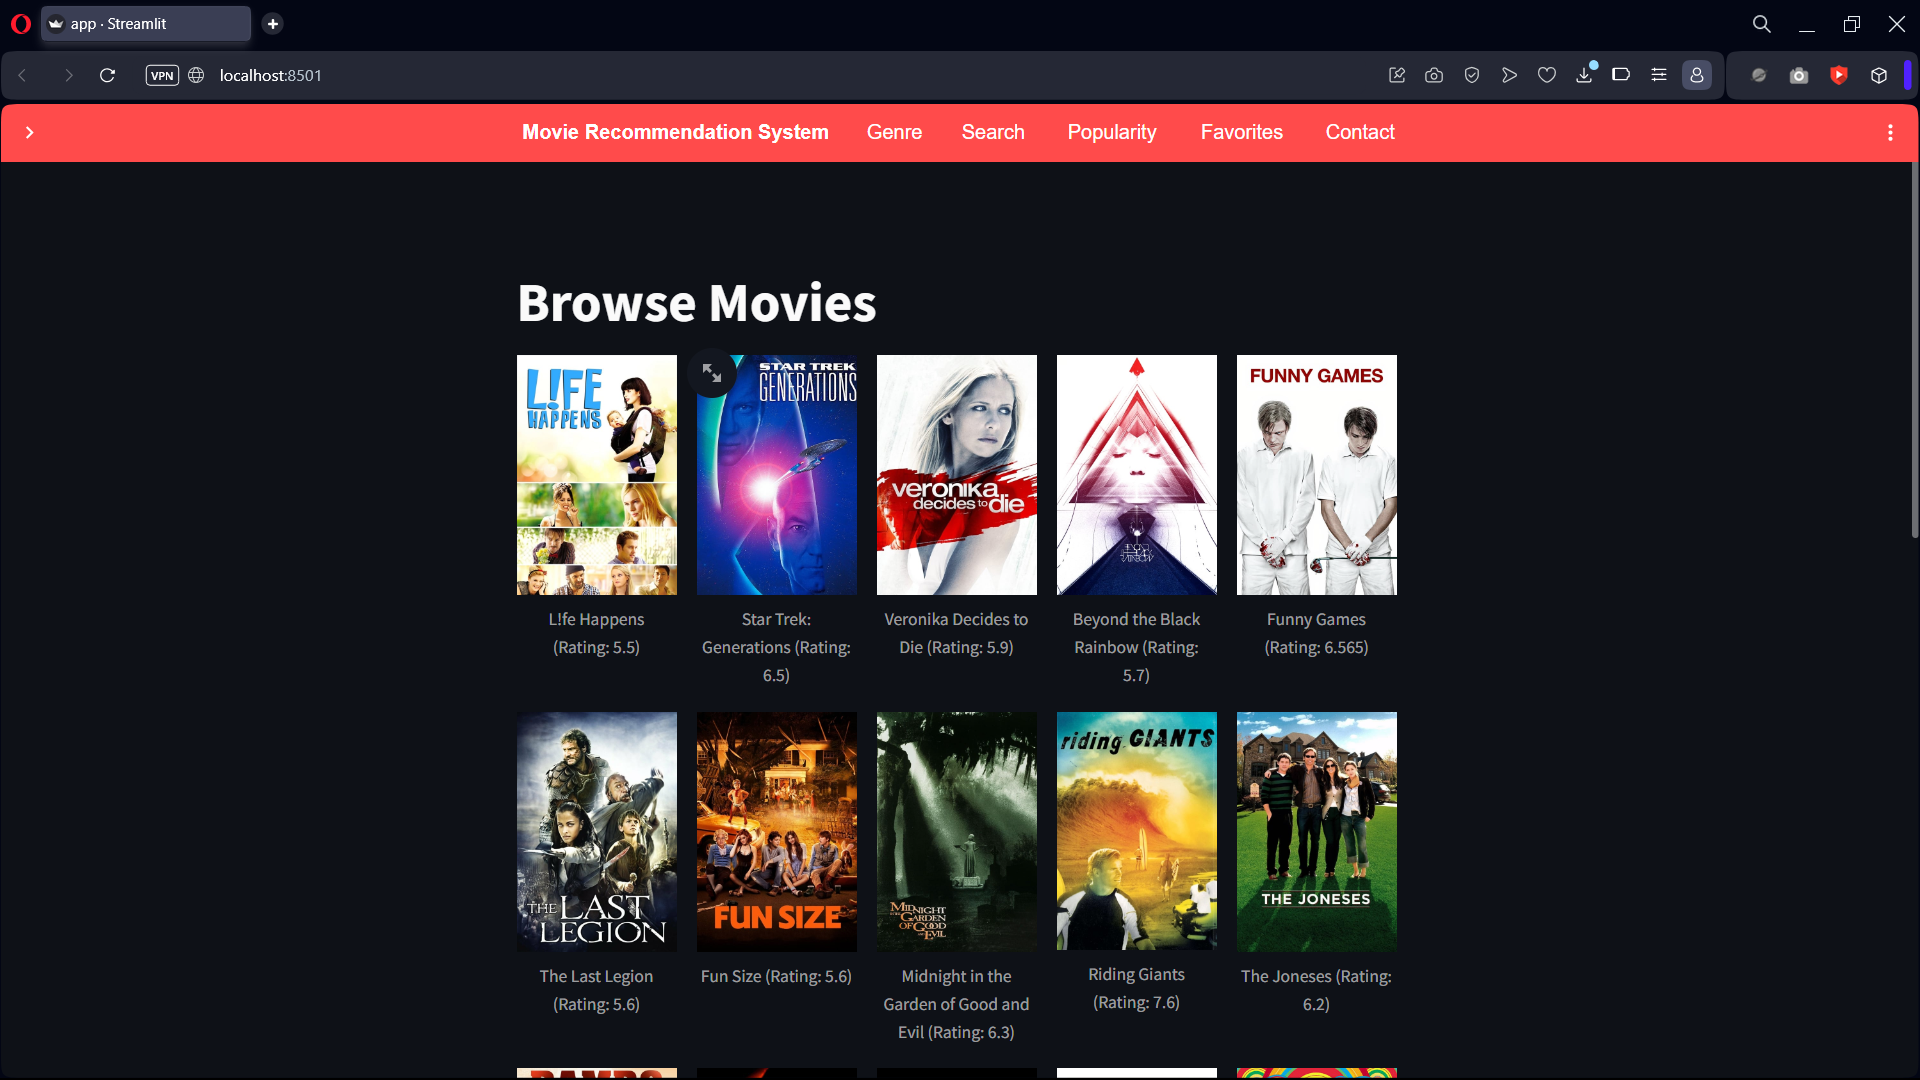 app · Streamlit
VPN
localhost:8501
Movie Recommendation System Genre Search Popularity Favorites Contact
Browse Movies
L!FE
HAPPENS
STAR TREK
GENERATIONS
veronika
decides to die
FUNNY GAMES
L!fe Happens
(Rating: 5.5)
Star Trek:
Generations (Rating:
6.5)
Veronika Decides to
Die (Rating: 5.9)
Beyond the Black
Rainbow (Rating:
5.7)
Funny Games
(Rating: 6.565)
THE LAST
LEGION
FUN SIZE
MIDNIGHT
IN THE
GARDEN
OF GOOD
AND EVIL
riding GIANTS
THE JONESES
The Last Legion
(Rating: 5.6)
Fun Size (Rating: 5.6)
Midnight in the
Garden of Good and
Evil (Rating: 6.3)
Riding Giants
(Rating: 7.6)
The Joneses (Rating:
6.2)